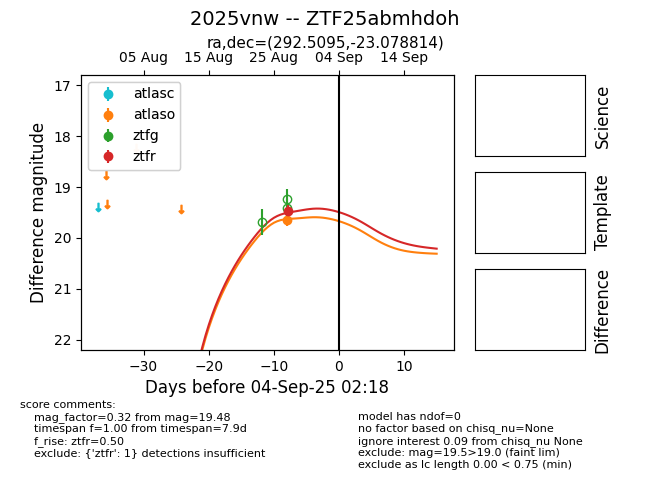 2025vnw -- ZTF25abmhdoh
ra,dec=(292.5095,-23.078814)
05 Aug 15 Aug 25 Aug 04 Sep 14 Sep
17
18
19
20
21
22
Difference magnitude
atlasc
atlaso
ztfg
ztfr
Science
Template
Difference
−30 −20 −10 0 10
Days before 04-Sep-25 02:18
score comments:
mag_factor=0.32 from mag=19.48
timespan f=1.00 from timespan=7.9d
f_rise: ztfr=0.50
exclude: {'ztfr': 1} detections insufficient
model has ndof=0
no factor based on chisq_nu=None
ignore interest 0.09 from chisq_nu None
exclude: mag=19.5>19.0 (faint lim)
exclude as lc length 0.00 < 0.75 (min)